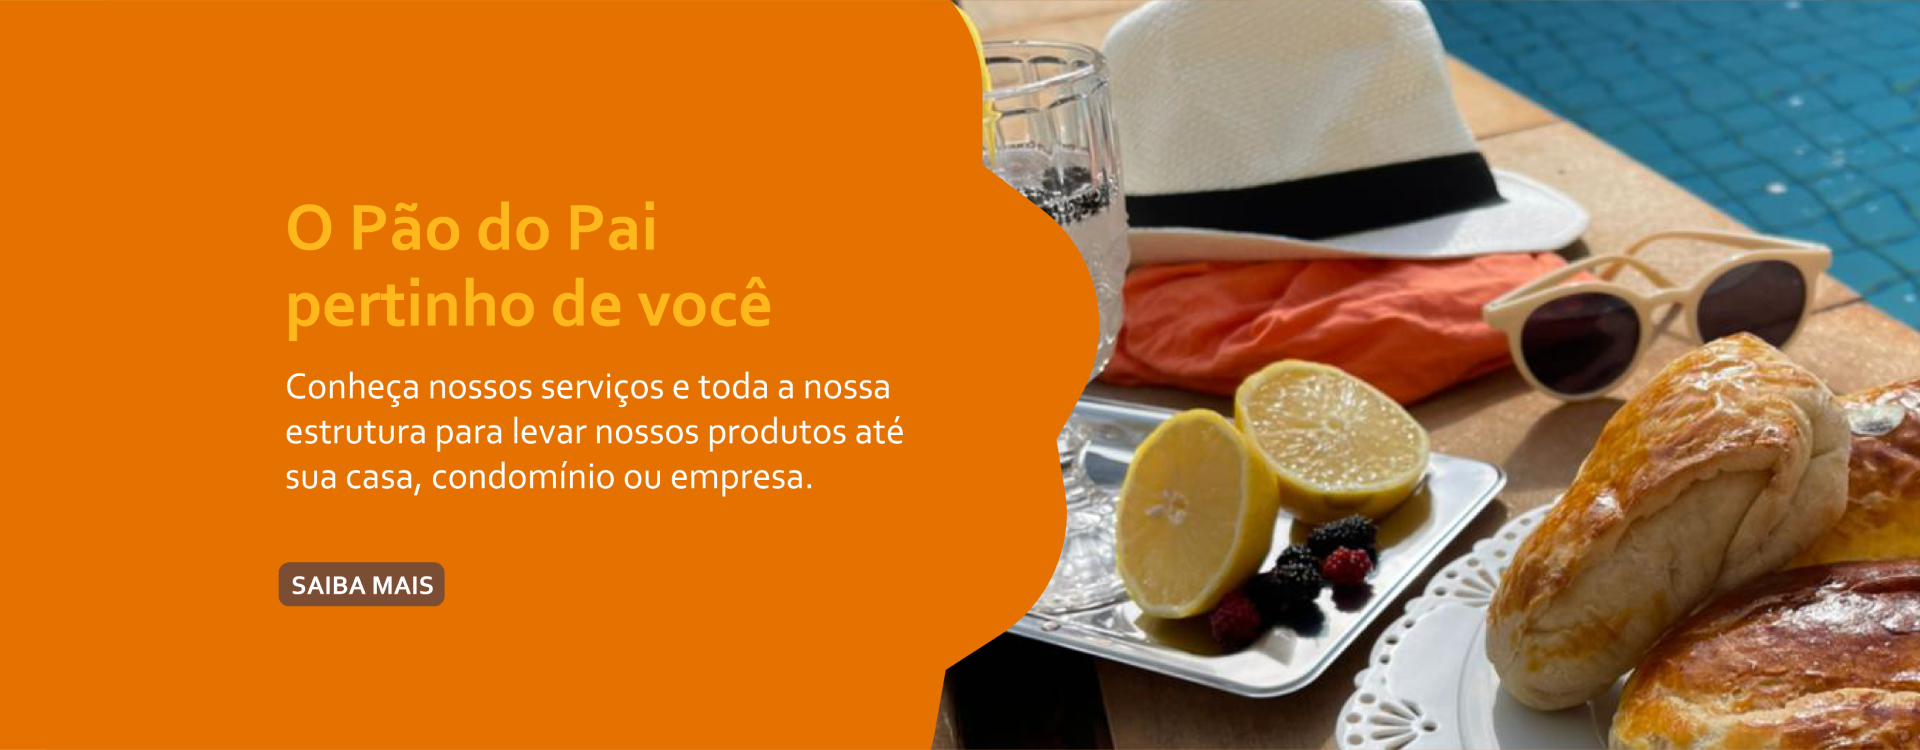 O Pão do Pai
pertinho de você
Conheça nossos serviços e toda a nossa
estrutura para levar nossos produtos até
sua casa, condomínio ou empresa.
SAIBA MAIS